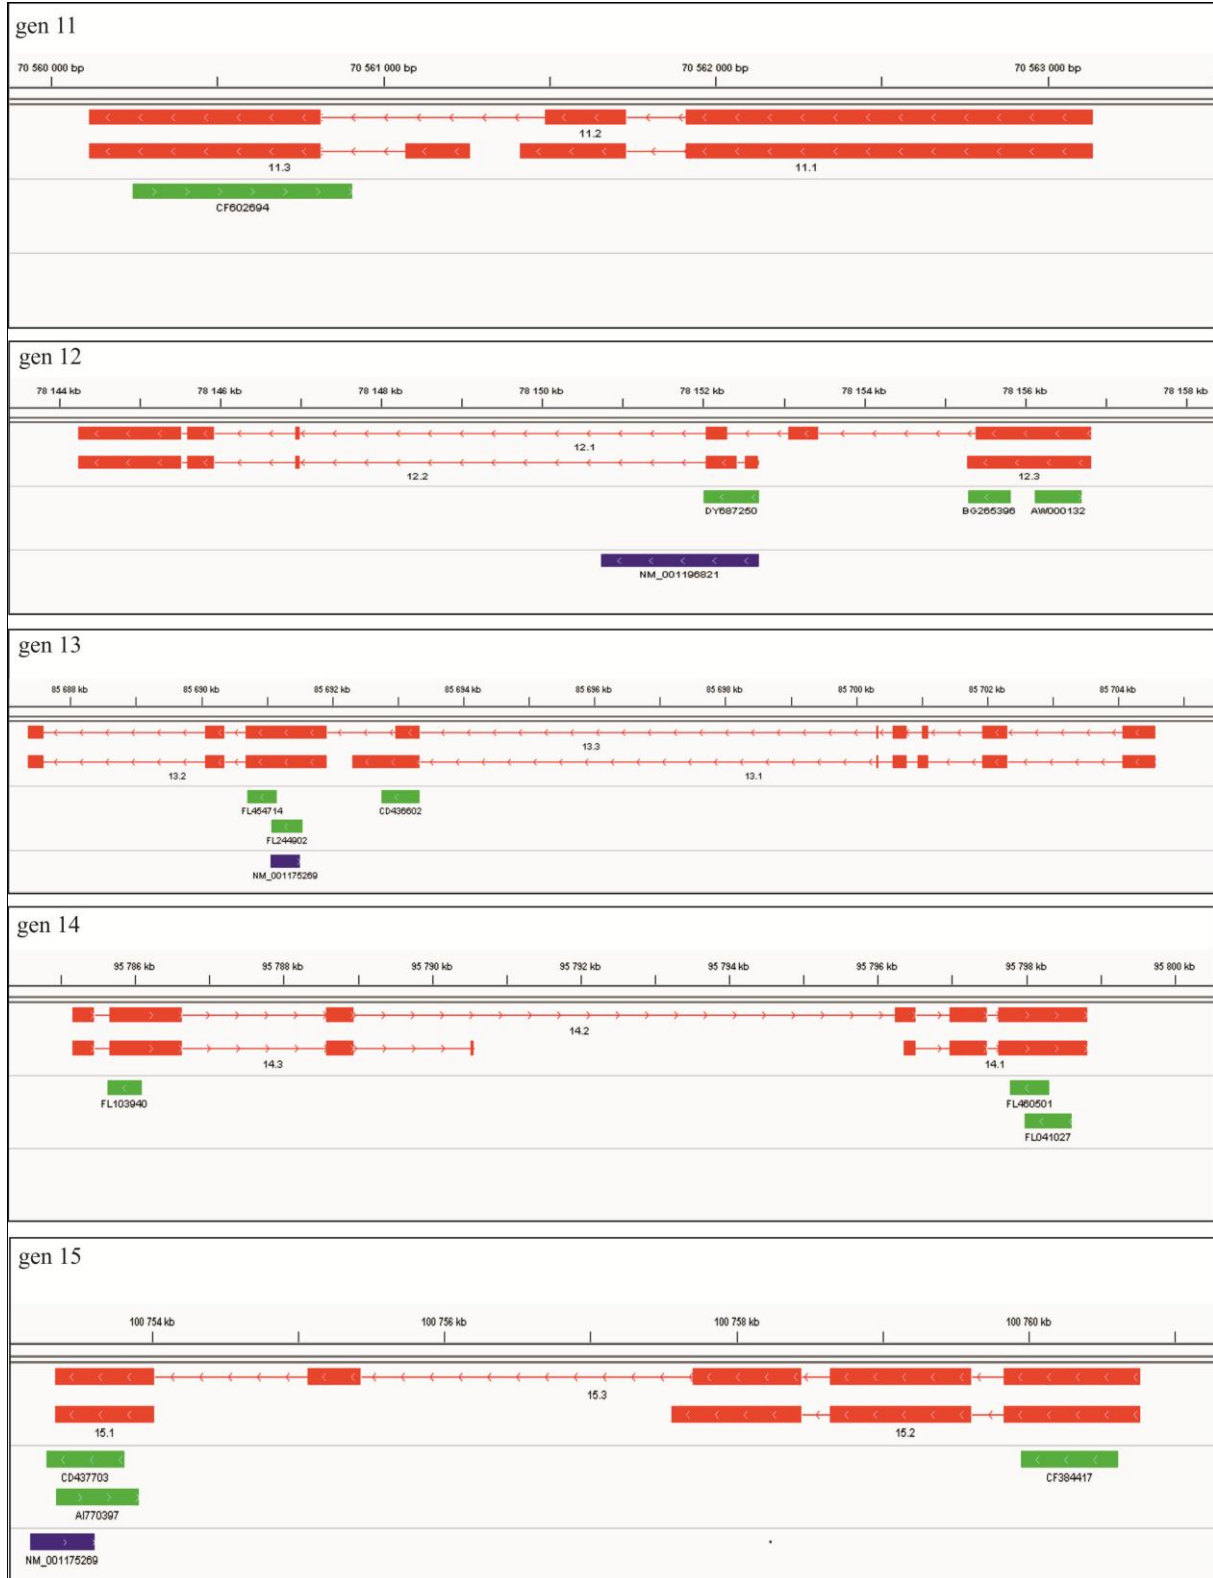 gen 11
70 560 000 bp 70 561 000 bp 70 562 000 bp 70 563 000 bp
11.2
11.3 11.1
CF602694
gen 12
78 144 kb 78 146 kb 78 148 kb 78 150 kb 78 152 kb 78 154 kb 78 156 kb 78 158 kb
12.1
12.2 12.3
DY687250 BG265396 AW000132
NM_001196821
gen 13
85 688 kb 85 690 kb 85 692 kb 85 694 kb 85 696 kb 85 698 kb 85 700 kb 85 702 kb 85 704 kb
13.3
13.2 13.1
FL454714 CD436602
FL244902
NM_001175269
gen 14
95 786 kb 95 788 kb 95 790 kb 95 792 kb 95 794 kb 95 796 kb 95 798 kb 95 800 kb
14.2
14.3 14.1
FL103940 FL460501
FL041027
gen 15
100 754 kb 100 756 kb 100 758 kb 100 760 kb
15.3
15.1 15.2
CD437703 CF384417
AI770397
NM_001175269